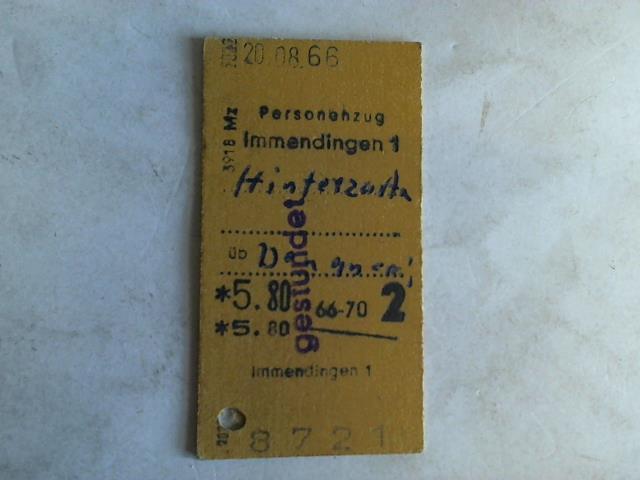 20.08.66
3918 Mz
Personenzug
Immendingen 1
Hinterzarten
üb
gestundet
*5.80 66-70 2
*5.80
Immendingen 1
8721